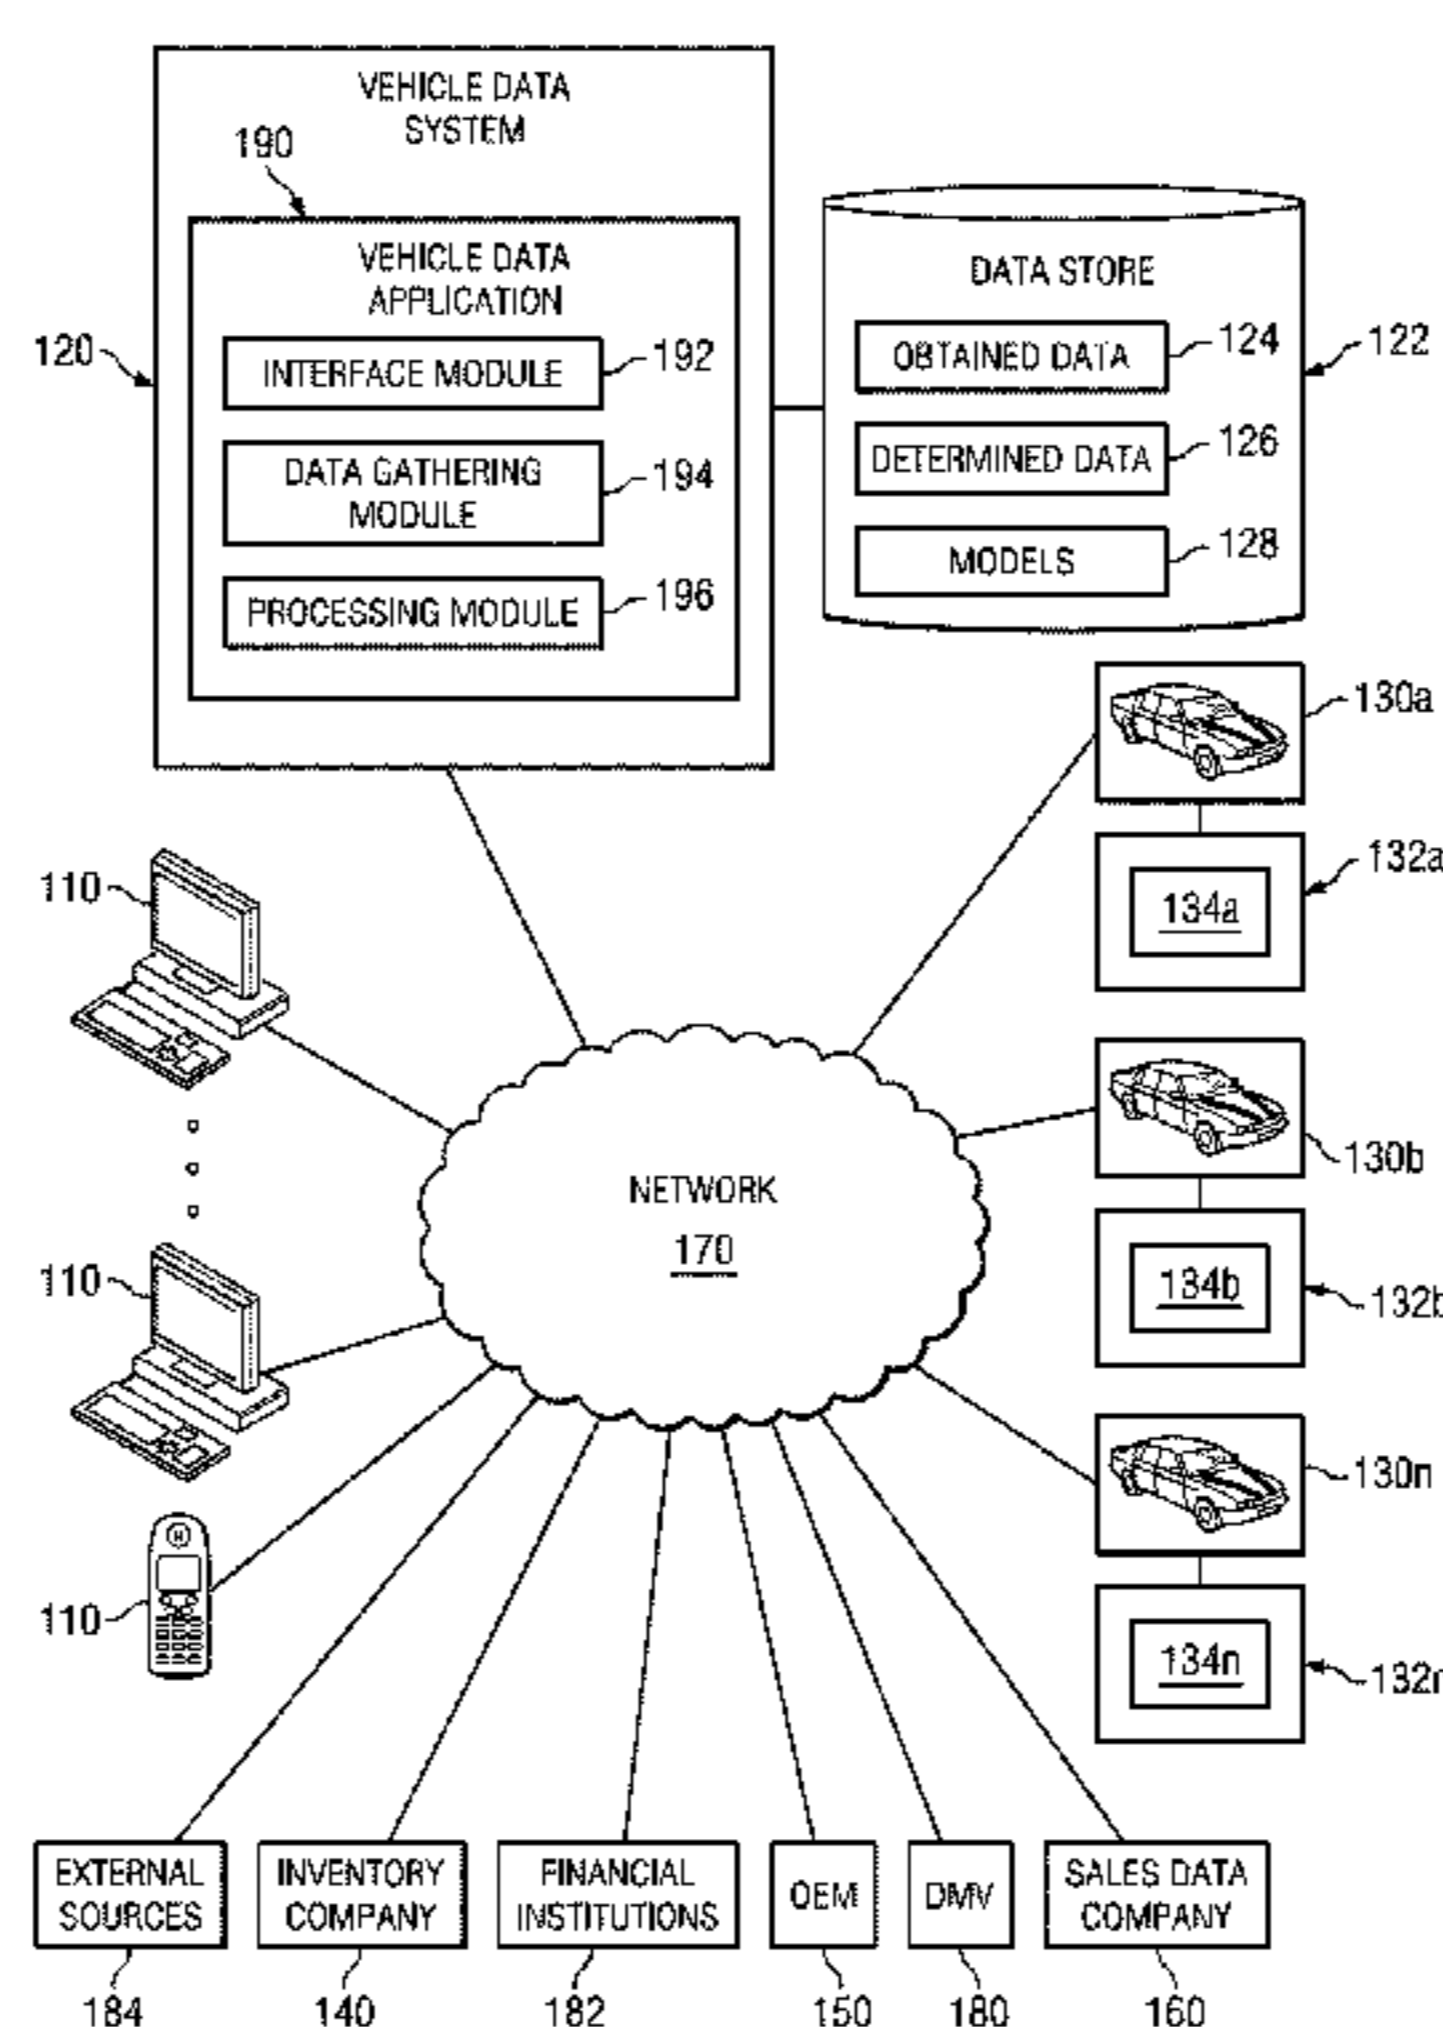 VEHICLE DATA
SYSTEM
190
VEHICLE DATA
APPLICATION
120
INTERFACE MODULE
192
DATA GATHERING
MODULE
194
PROCESSING MODULE
196
DATA STORE
122
OBTAINED DATA
124
DETERMINED DATA
126
MODELS
128
130a
132a
134a
110
130b
NETWORK
170
110
134b
132b
130n
110
134n
132n
EXTERNAL
SOURCES
INVENTORY
COMPANY
FINANCIAL
INSTITUTIONS
OEM
DMV
SALES DATA
COMPANY
184
140
182
150
180
160